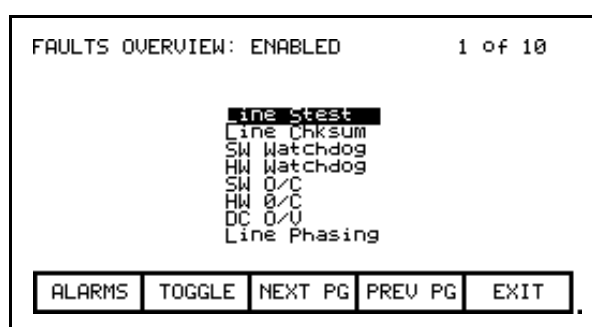 FAULTS OVERVIEW: ENABLED 1 of 10
Line Stest
Line Chksum
SW Watchdog
HW Watchdog
SW O/C
HW O/C
DC O/V
Line Phasing
ALARMS TOGGLE NEXT PG PREV PG EXIT